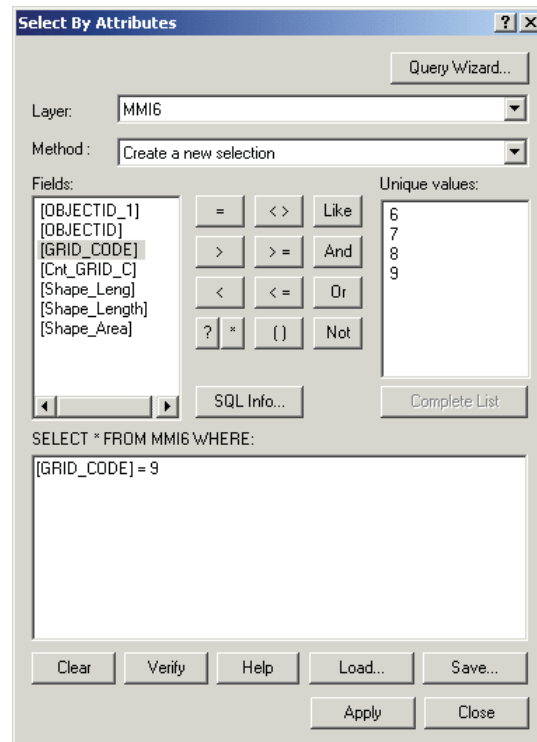 Select By Attributes
Query Wizard...
Layer: MMI6
Method : Create a new selection
Fields:
Unique values:
[OBJECTID_1]
[OBJECTID]
[GRID_CODE]
[Cnt_GRID_C]
[Shape_Leng]
[Shape_Length]
[Shape_Area]
= < > Like
> > = And
< < = Or
? * ( ) Not
6
7
8
9
SQL Info...
Complete List
SELECT * FROM MMI6 WHERE:
[GRID_CODE] = 9
Clear Verify Help Load... Save...
Apply Close